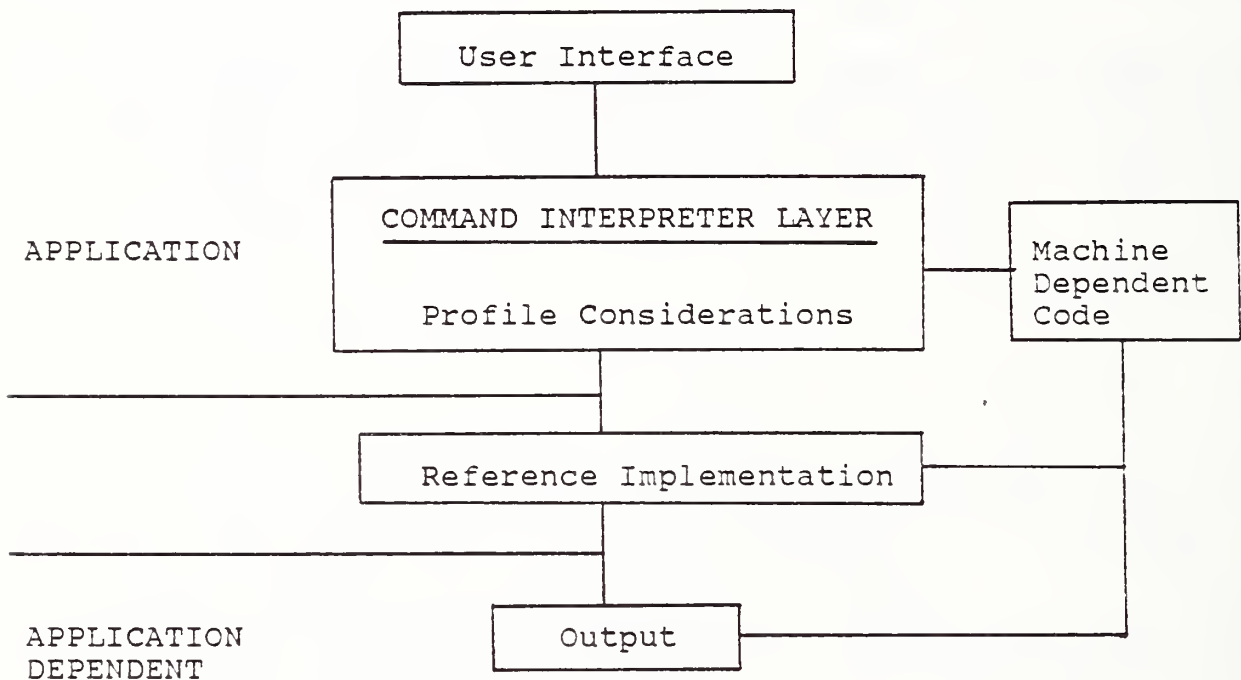 User Interface
COMMAND INTERPRETER LAYER
APPLICATION
Machine
Dependent
Code
Profile Considerations
Reference Implementation
Output
APPLICATION
DEPENDENT